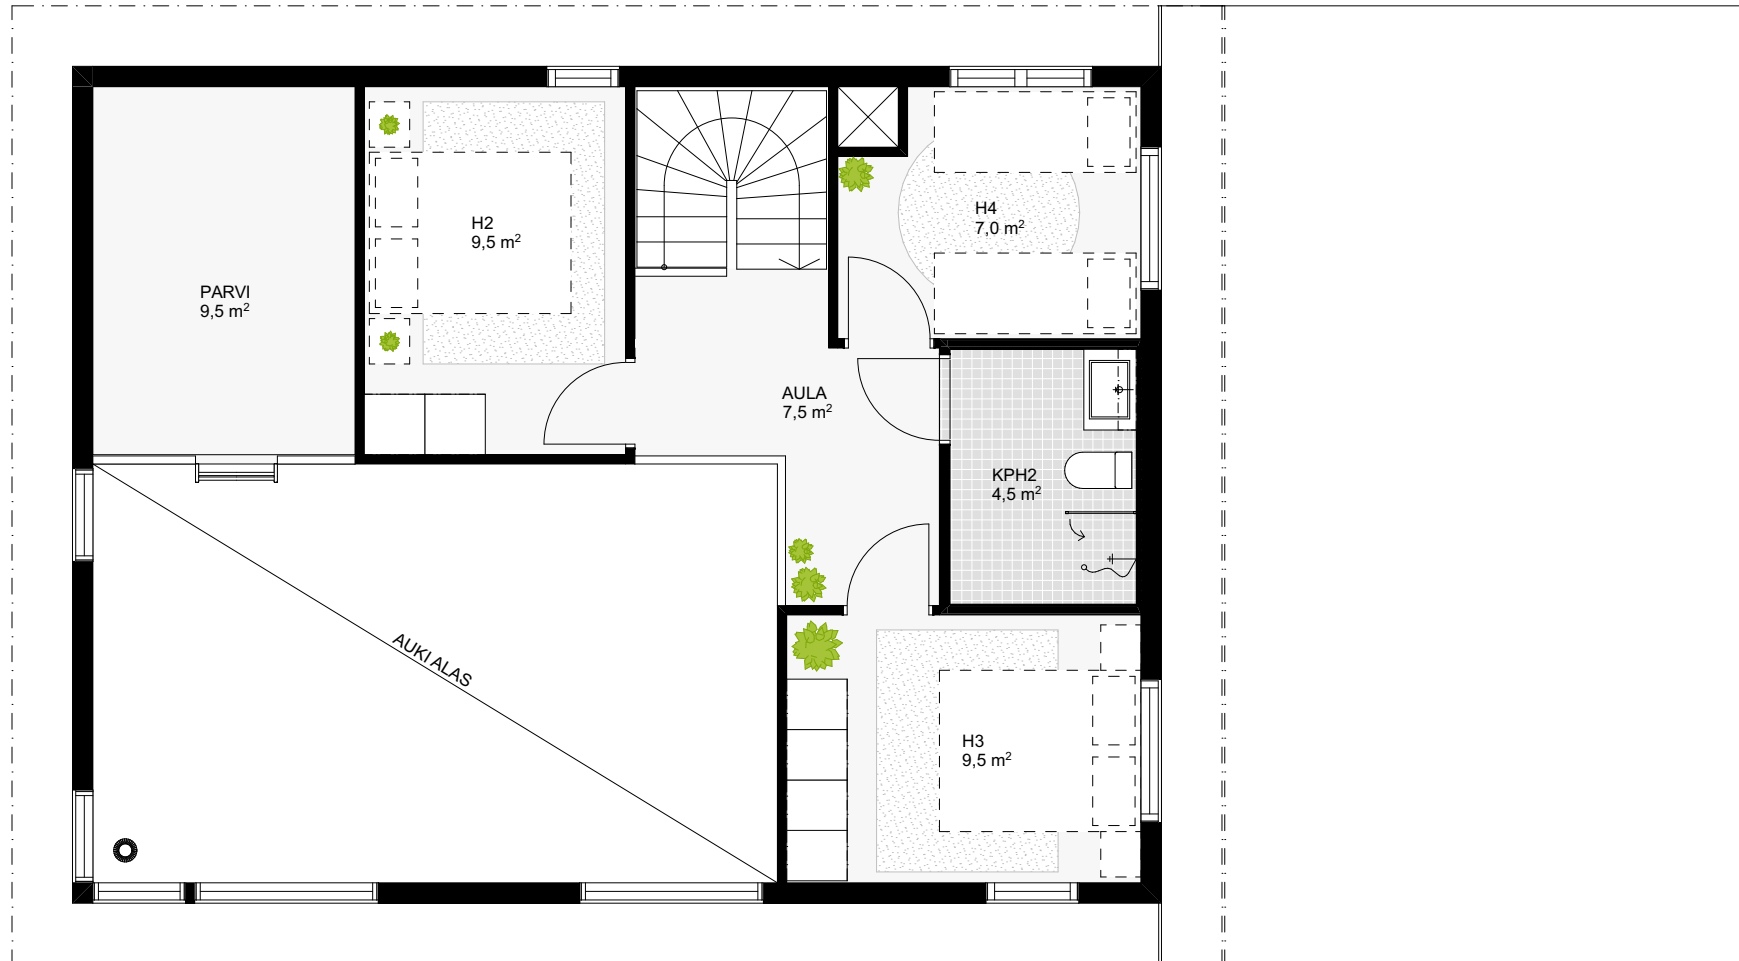 H2
9,5 m²
H4
7,0 m²
PARVI
9,5 m²
AULA
7,5 m²
KPH2
4,5 m²
AUKI ALAS
H3
9,5 m²